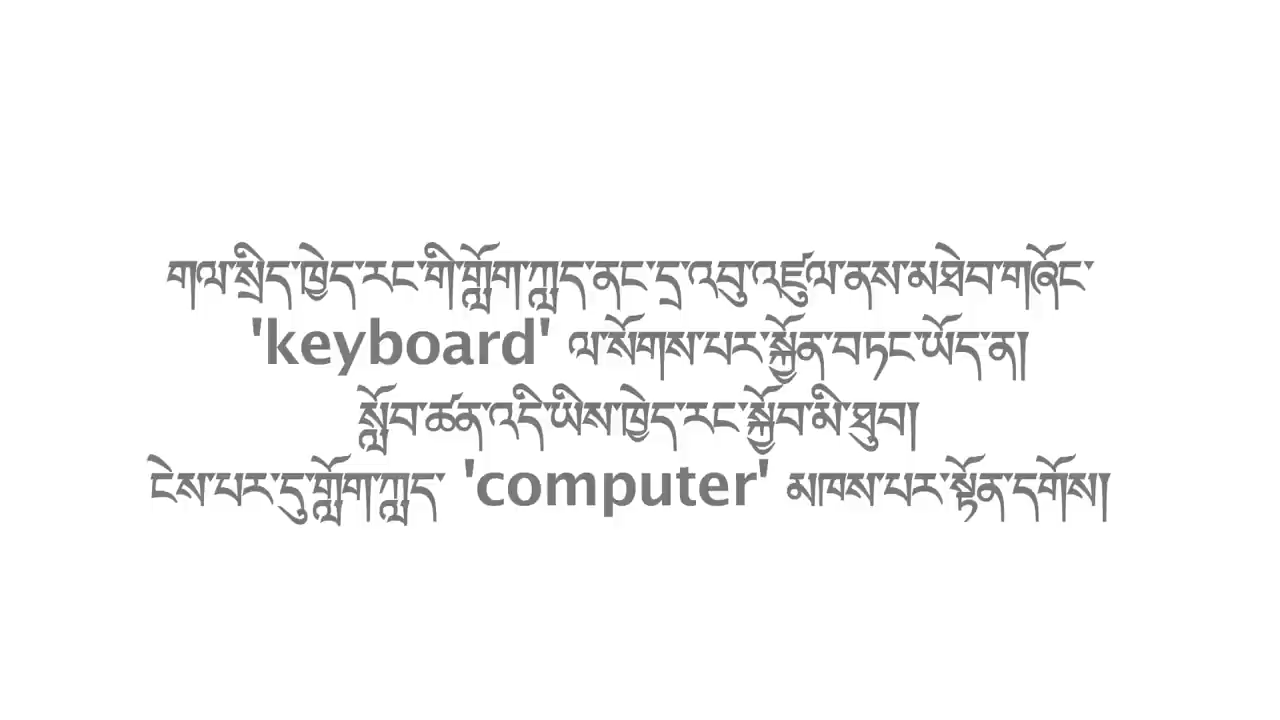 གལ་སྲིད་ཁྱེད་རང་གི་གློག་ཀླད་ནང་དྲ་འབུ་འཛུལ་ནས་མཐེབ་གཞོང་
'keyboard' ལ་སོགས་པར་སྐྱོན་བཏང་ཡོད་ན།
སློབ་ཚན་འདི་ཡིས་ཁྱེད་རང་སྐྱོབ་མི་ཐུབ།
ངེས་པར་དུ་གློག་ཀླད་ 'computer' མཁས་པར་སྟོན་དགོས།